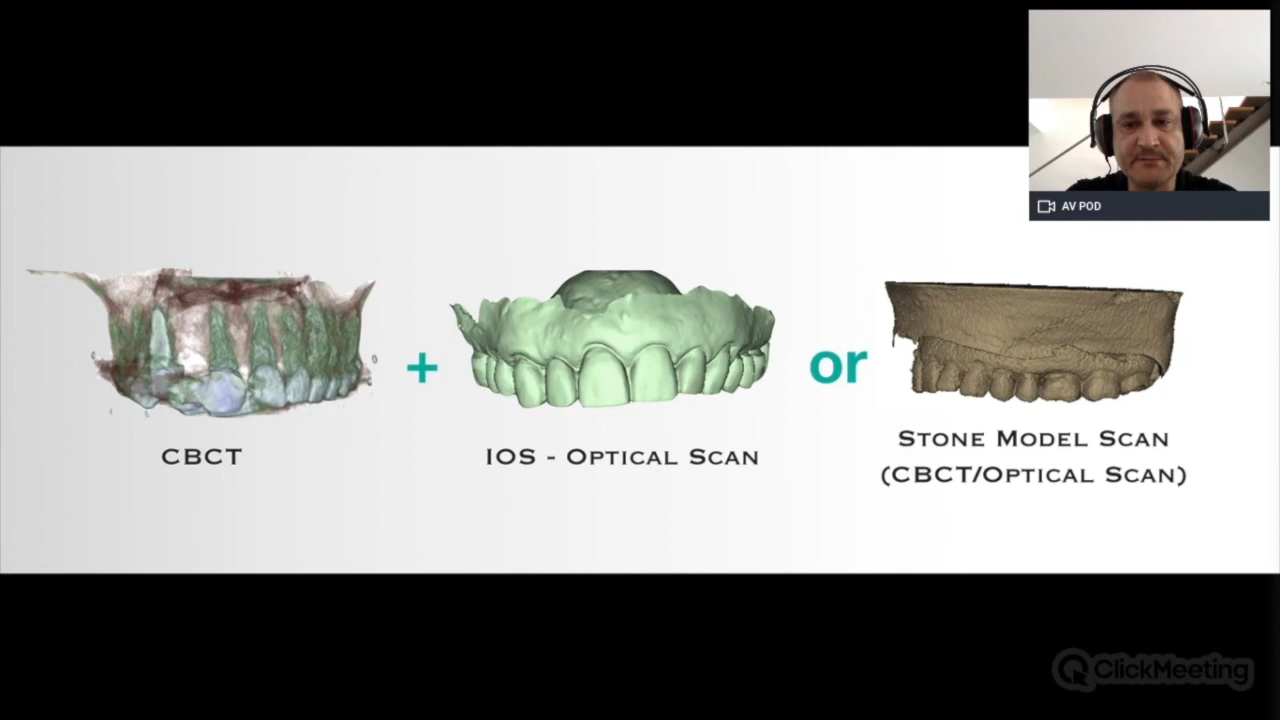 AV POD
+
or
CBCT
IOS - OPTICAL SCAN
STONE MODEL SCAN
(CBCT/OPTICAL SCAN)
ClickMeeting